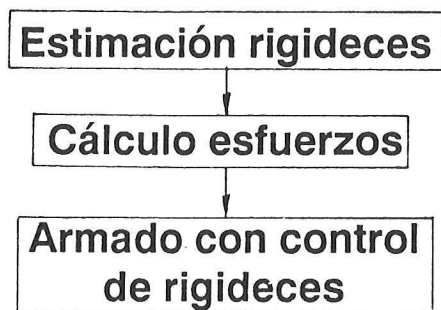 Estimación rigideces
Cálculo esfuerzos
Armado con control
de rigideces